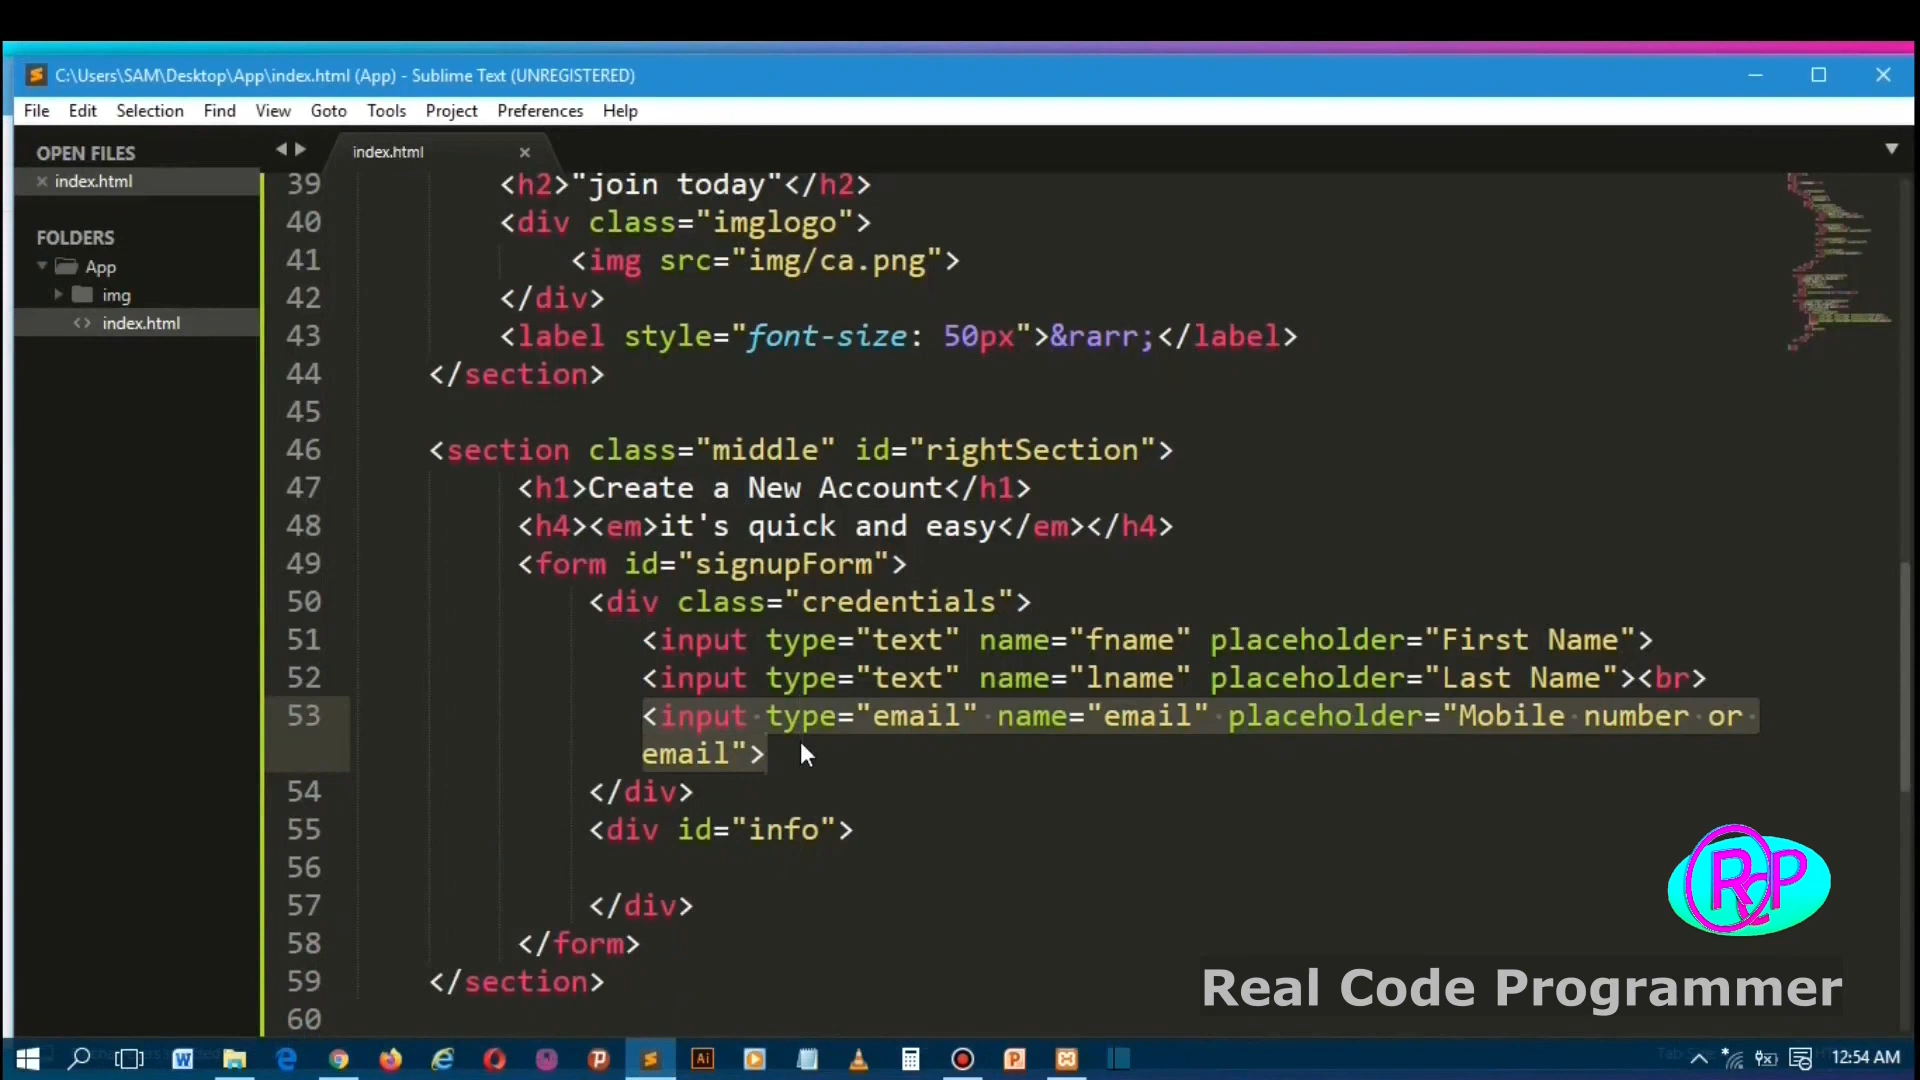 C:\Users\SAM\Desktop\App\index.html (App) - Sublime Text (UNREGISTERED)
File Edit Selection Find View Goto Tools Project Preferences Help
OPEN FILES
index.html
FOLDERS
App
img
index.html
index.html
39 <h2>"join today"</h2>
40 <div class="imglogo">
41 <img src="img/ca.png">
42 </div>
43 <label style="font-size: 50px">&rarr;</label>
44 </section>
45
46 <section class="middle" id="rightSection">
47 <h1>Create a New Account</h1>
48 <h4><em>it's quick and easy</em></h4>
49 <form id="signupForm">
50 <div class="credentials">
51 <input type="text" name="fname" placeholder="First Name">
52 <input type="text" name="lname" placeholder="Last Name"><br>
53 <input type="email" name="email" placeholder="Mobile number or
email">
54 </div>
55 <div id="info">
56
57 </div>
58 </form>
59 </section>
60
RCP
Real Code Programmer
12:54 AM